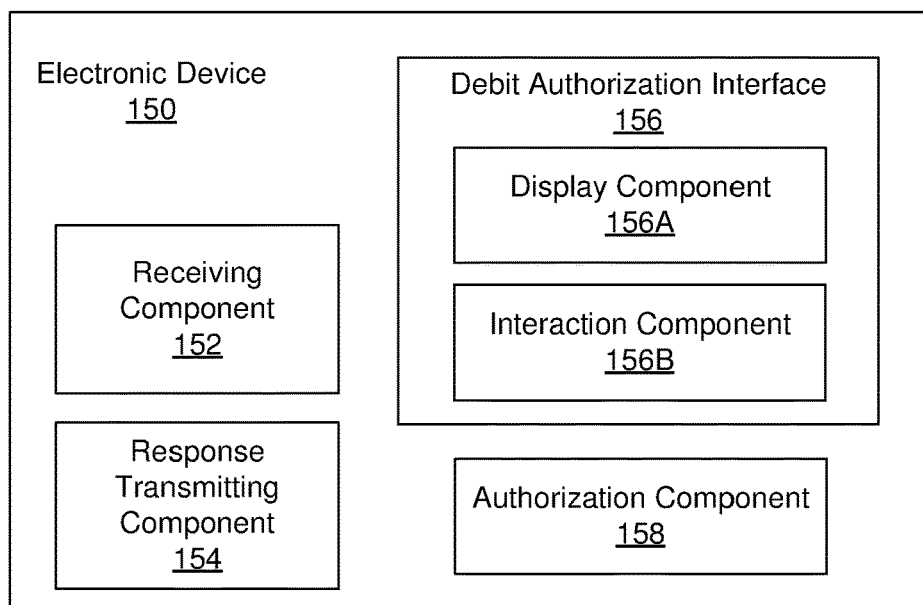 Electronic Device
150
Receiving
Component
152
Response
Transmitting
Component
154
Debit Authorization Interface
156
Display Component
156A
Interaction Component
156B
Authorization Component
158